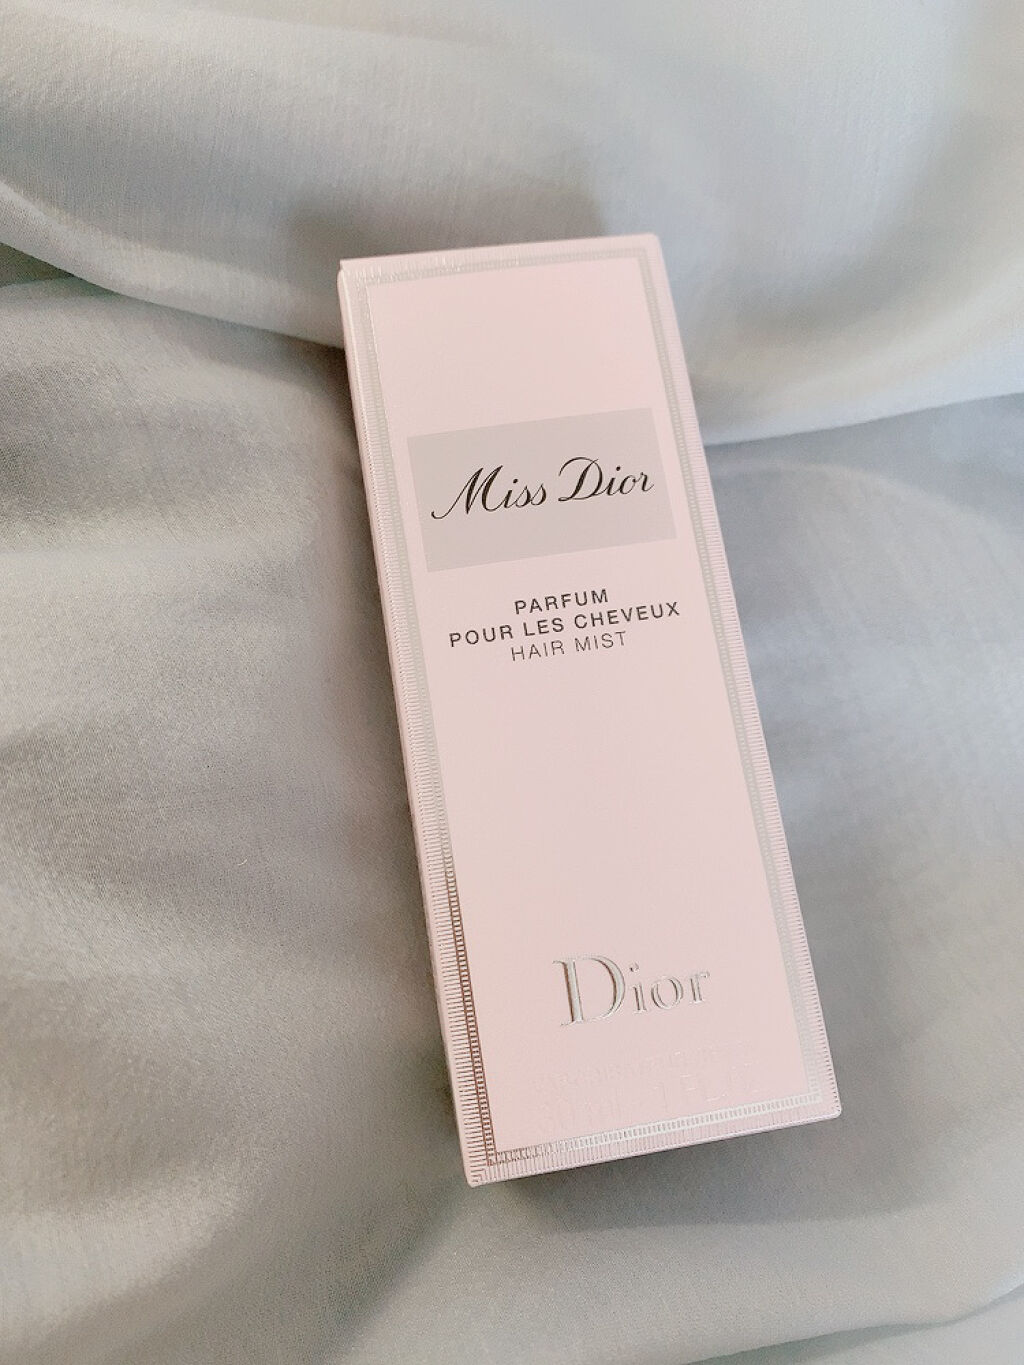 Miss Dior
PARFUM
POUR LES CHEVEUX
HAIR MIST
Dior